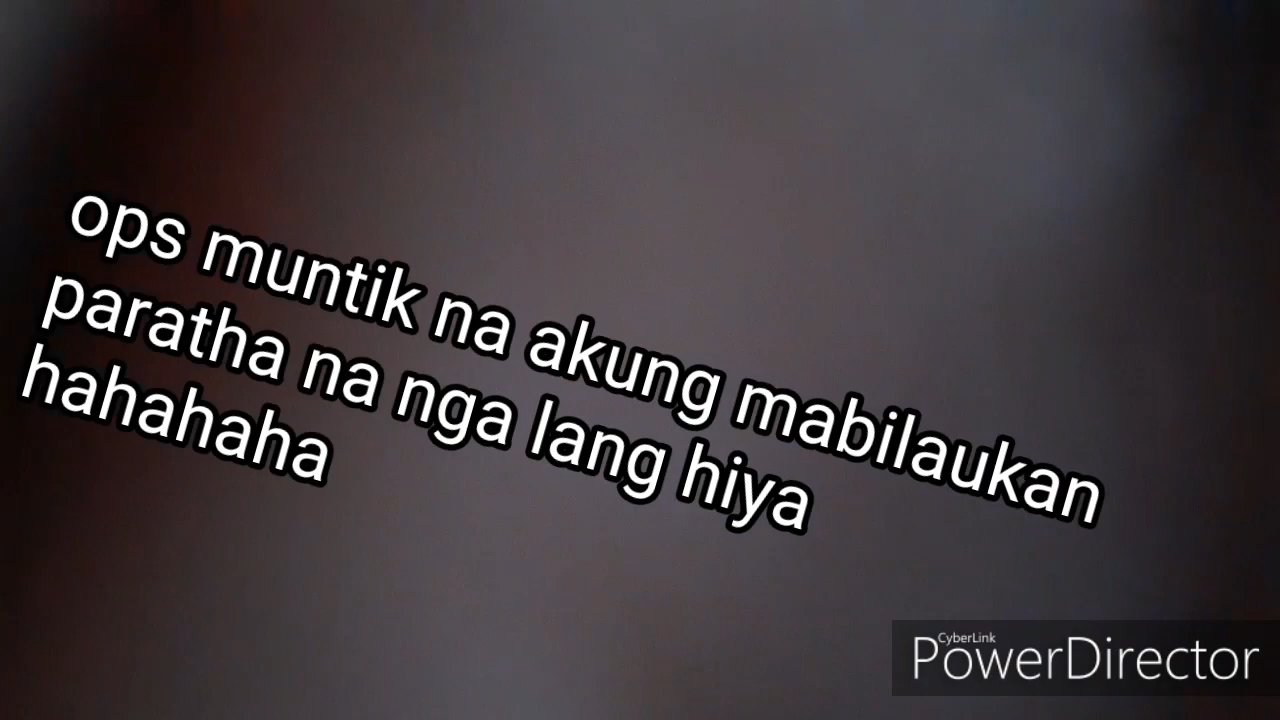 ops muntik na akung mabilaukan
paratha na nga lang hiya
hahahaha
CyberLink
PowerDirector